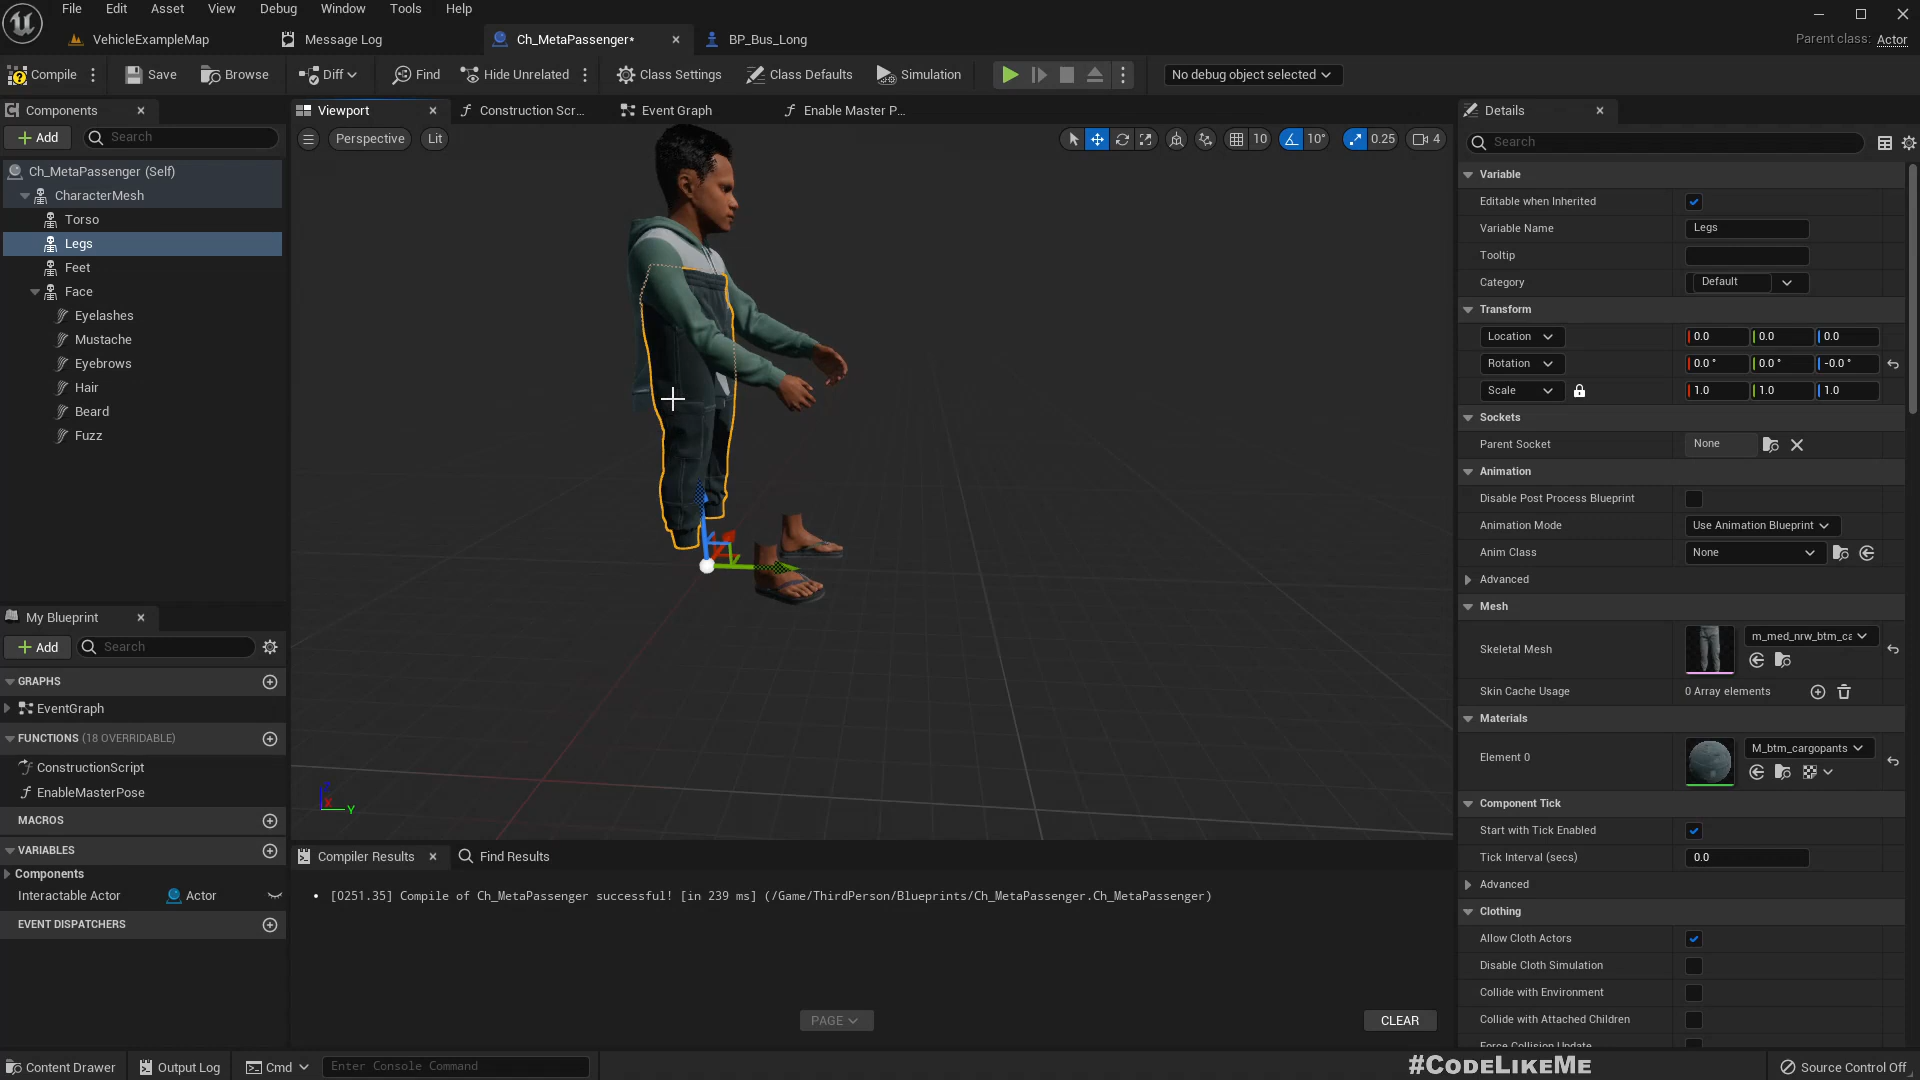 File Edit Asset View Debug Window Tools Help
VehicleExampleMap Message Log Ch_MetaPassenger* BP_Bus_Long Parent class: Actor
Compile Save Browse Diff Find Hide Unrelated Class Settings Class Defaults Simulation No debug object selected
Components Viewport Construction Scr... Event Graph Enable Master P... Details
Add Search Perspective Lit 10 10° 0.25 4 Search
Ch_MetaPassenger (Self)
CharacterMesh
Torso
Legs
Feet
Face
Eyelashes
Mustache
Eyebrows
Hair
Beard
Fuzz
My Blueprint
Add Search
GRAPHS
EventGraph
FUNCTIONS (18 OVERRIDABLE)
ConstructionScript
EnableMasterPose
MACROS
VARIABLES
Components
Interactable Actor Actor
EVENT DISPATCHERS
X Y
Compiler Results Find Results
[0251.35] Compile of Ch_MetaPassenger successful! [in 239 ms] (/Game/ThirdPerson/Blueprints/Ch_MetaPassenger.Ch_MetaPassenger)
PAGE CLEAR
Variable
Editable when Inherited
Variable Name Legs
Tooltip
Category Default
Transform
Location 0.0 0.0 0.0
Rotation 0.0 ° 0.0 ° -0.0 °
Scale 1.0 1.0 1.0
Sockets
Parent Socket None
Animation
Disable Post Process Blueprint
Animation Mode Use Animation Blueprint
Anim Class None
Advanced
Mesh
Skeletal Mesh m_med_nrw_btm_ca
Skin Cache Usage 0 Array elements
Materials
Element 0 M_btm_cargopants
Component Tick
Start with Tick Enabled
Tick Interval (secs) 0.0
Advanced
Clothing
Allow Cloth Actors
Disable Cloth Simulation
Collide with Environment
Collide with Attached Children
Force Collision Update
Content Drawer Output Log Cmd Enter Console Command #CodeLikeMe Source Control Off